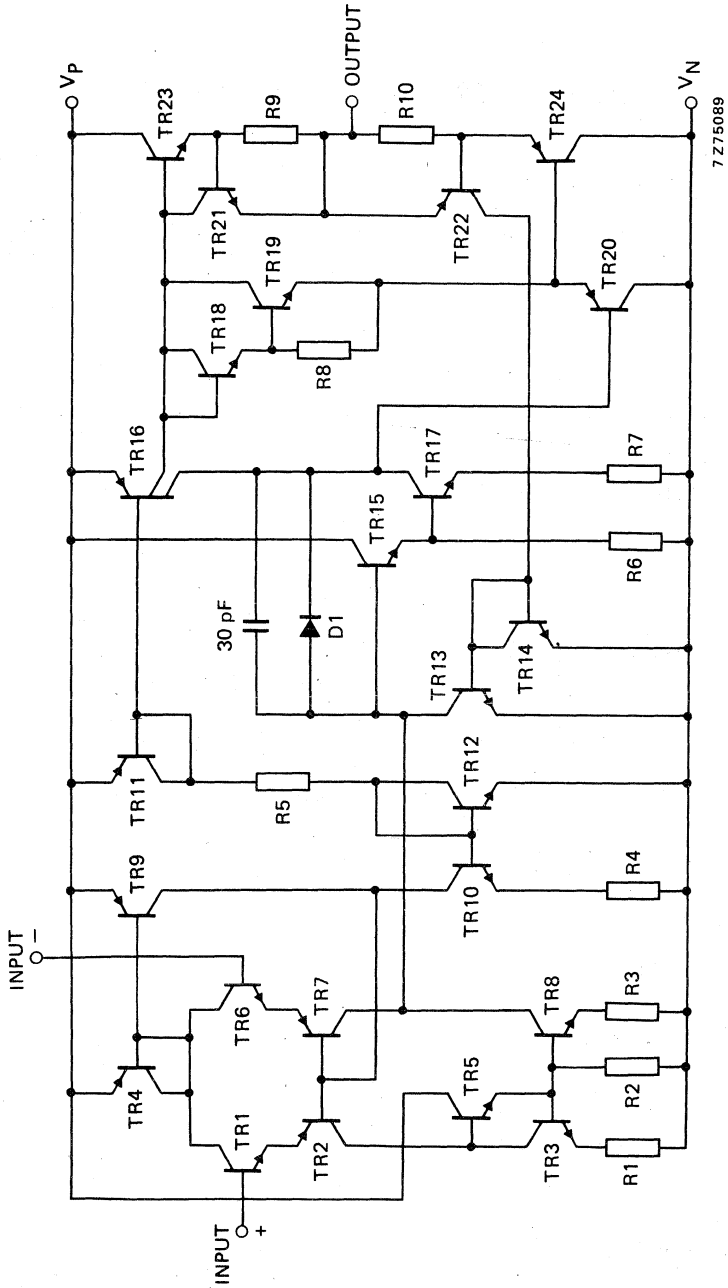 INPUT
+
INPUT
−
VP
TR4
TR9
TR11
TR16
TR23
TR1
TR6
TR2
TR7
TR5
TR3
TR8
R1
R2
R3
R4
TR10
TR12
R5
30 pF
D1
TR13
TR14
TR15
TR17
R6
R7
TR18
TR19
R8
TR21
TR22
TR20
R9
R10
OUTPUT
TR24
VN
7Z75089